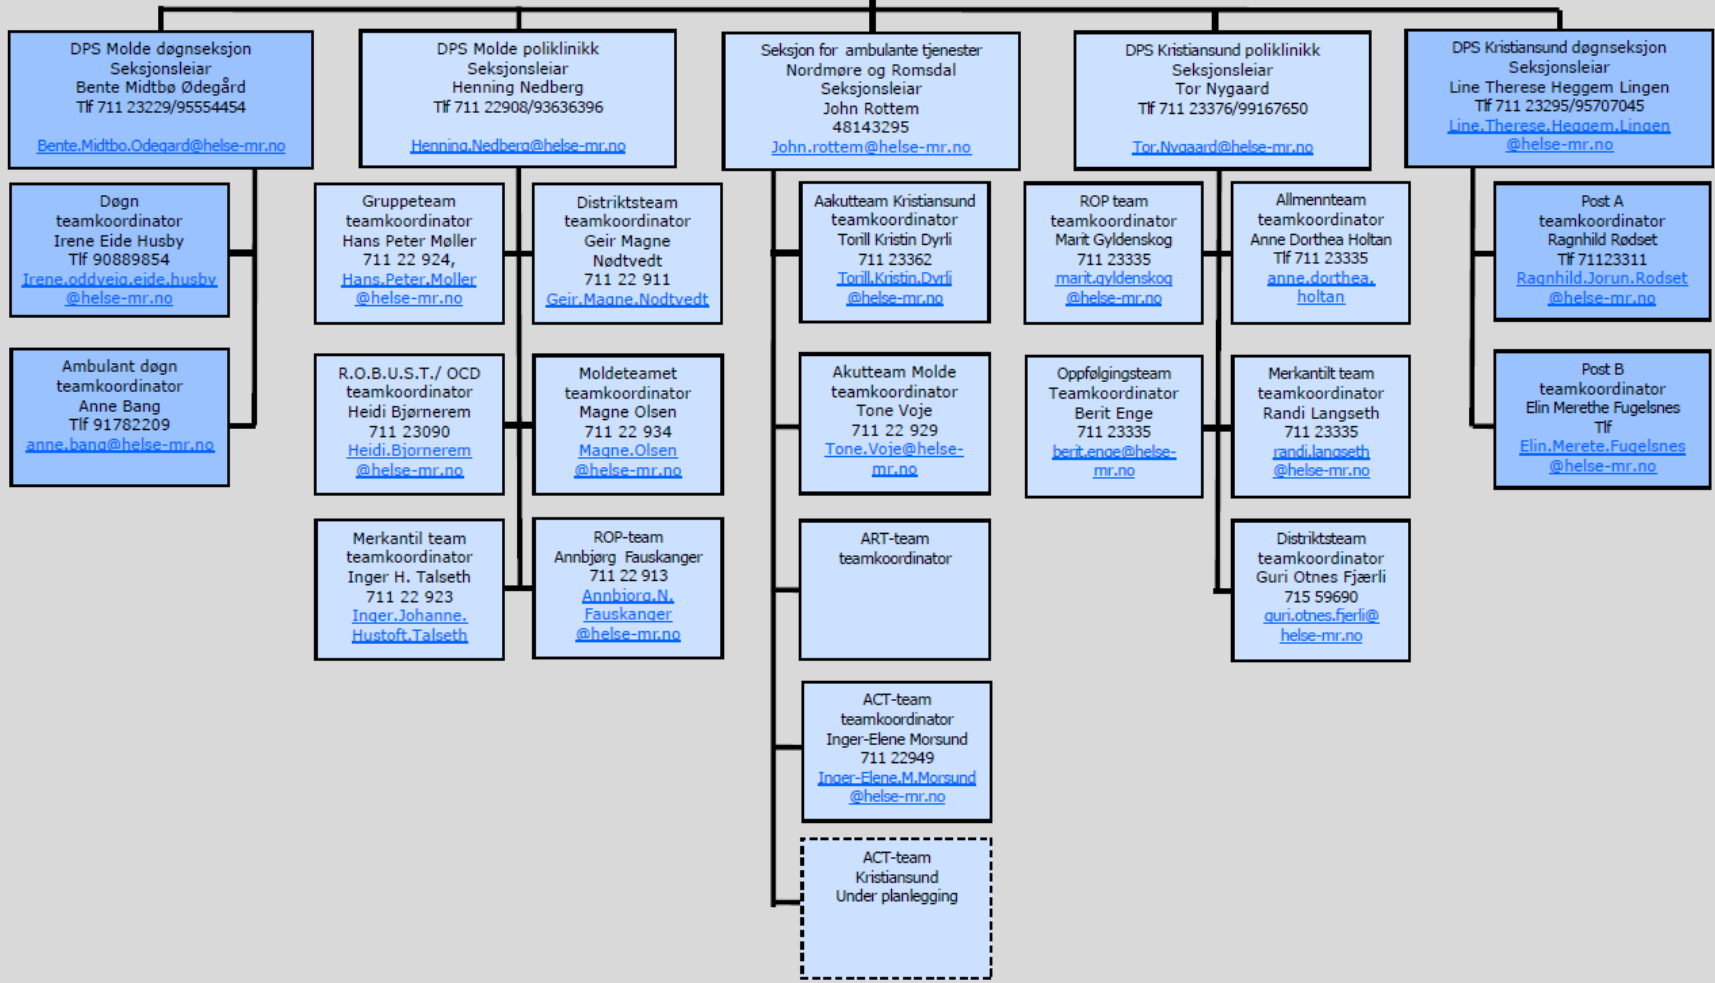 DPS Molde døgnseksjon
Seksjonsleiar
Bente Midtbø Ødegård
Tlf 711 23229/95554454
Bente.Midtbo.Odegard@helse-mr.no
DPS Molde poliklinikk
Seksjonsleiar
Henning Nedberg
Tlf 711 22908/93636396
Henning.Nedberg@helse-mr.no
Seksjon for ambulante tjenester
Nordmøre og Romsdal
Seksjonsleiar
John Rottem
48143295
John.rottem@helse-mr.no
DPS Kristiansund poliklinikk
Seksjonsleiar
Tor Nygaard
Tlf 711 23376/99167650
Tor.Nygaard@helse-mr.no
DPS Kristiansund døgnseksjon
Seksjonsleiar
Line Therese Heggem Lingen
Tlf 711 23295/95707045
Line.Therese.Heggem.Lingen
@helse-mr.no
Døgn
teamkoordinator
Irene Eide Husby
Tlf 90889854
Irene.oddveig.eide.husby
@helse-mr.no
Ambulant døgn
teamkoordinator
Anne Bang
Tlf 91782209
anne.bang@helse-mr.no
Gruppeteam
teamkoordinator
Hans Peter Møller
711 22 924,
Hans.Peter.Moller
@helse-mr.no
Distriktsteam
teamkoordinator
Geir Magne
Nødtvedt
711 22 911
Geir.Magne.Nodtvedt
R.O.B.U.S.T./ OCD
teamkoordinator
Heidi Bjørnerem
711 23090
Heidi.Bjornerem
@helse-mr.no
Moldeteamet
teamkoordinator
Magne Olsen
711 22 934
Magne.Olsen
@helse-mr.no
Merkantil team
teamkoordinator
Inger H. Talseth
711 22 923
Inger.Johanne.
Hustoft.Talseth
ROP-team
Annbjørg Fauskanger
711 22 913
Annbjorg.N.
Fauskanger
@helse-mr.no
Aakutteam Kristiansund
teamkoordinator
Torill Kristin Dyrli
711 23362
Torill.Kristin.Dyrli
@helse-mr.no
Akutteam Molde
teamkoordinator
Tone Voje
711 22 929
Tone.Voje@helse-
mr.no
ART-team
teamkoordinator
ACT-team
teamkoordinator
Inger-Elene Morsund
711 22949
Inger-Elene.M.Morsund
@helse-mr.no
ACT-team
Kristiansund
Under planlegging
ROP team
teamkoordinator
Marit Gyldenskog
711 23335
marit.gyldenskog
@helse-mr.no
Allmennteam
teamkoordinator
Anne Dorthea Holtan
Tlf 711 23335
anne.dorthea.
holtan
Oppfølgingsteam
Teamkoordinator
Berit Enge
711 23335
berit.enge@helse-
mr.no
Merkantilt team
teamkoordinator
Randi Langseth
711 23335
randi.langseth
@helse-mr.no
Distriktsteam
teamkoordinator
Guri Otnes Fjærli
715 59690
guri.otnes.fjerli@
helse-mr.no
Post A
teamkoordinator
Ragnhild Rødset
Tlf 71123311
Ragnhild.Jorun.Rodset
@helse-mr.no
Post B
teamkoordinator
Elin Merethe Fugelsnes
Tlf
Elin.Merete.Fugelsnes
@helse-mr.no